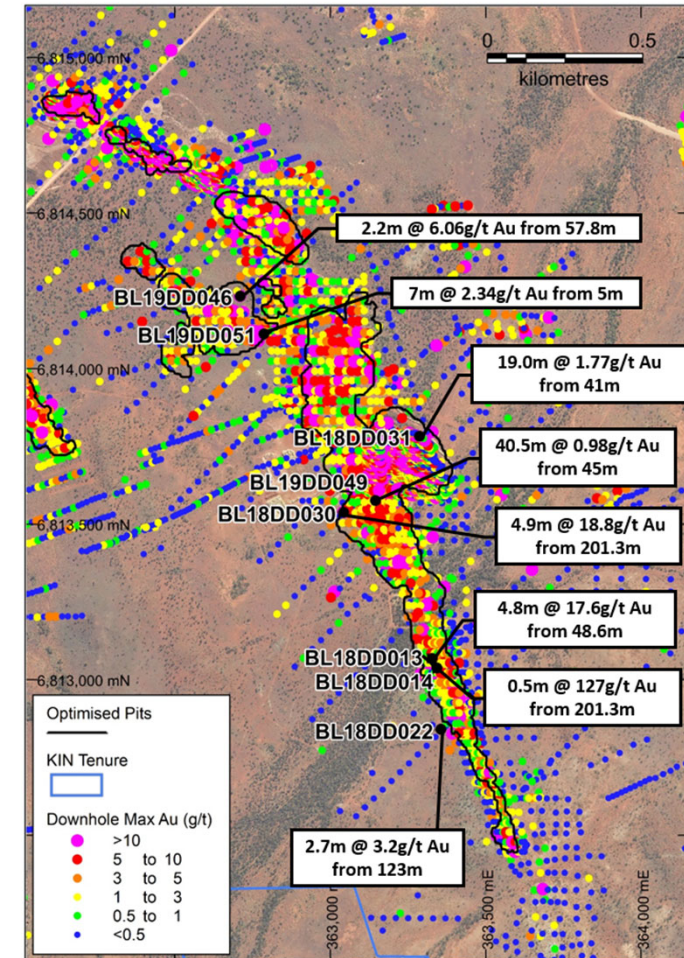 6,815,000 mN
0 0.5
kilometres
6,814,500 mN
2.2m @ 6.06g/t Au from 57.8m
BL19DD046
7m @ 2.34g/t Au from 5m
BL19DD051
6,814,000 mN
19.0m @ 1.77g/t Au
from 41m
BL18DD031
40.5m @ 0.98g/t Au
from 45m
BL19DD049
BL18DD030
6,813,500 mN
4.9m @ 18.8g/t Au
from 201.3m
4.8m @ 17.6g/t Au
from 48.6m
BL18DD013
BL18DD014
6,813,000 mN
0.5m @ 127g/t Au
from 201.3m
BL18DD022
2.7m @ 3.2g/t Au
from 123m
Optimised Pits
KIN Tenure
Downhole Max Au (g/t)
>10
5 to 10
3 to 5
1 to 3
0.5 to 1
<0.5
363,000 mE
363,500 mE
364,000 mE